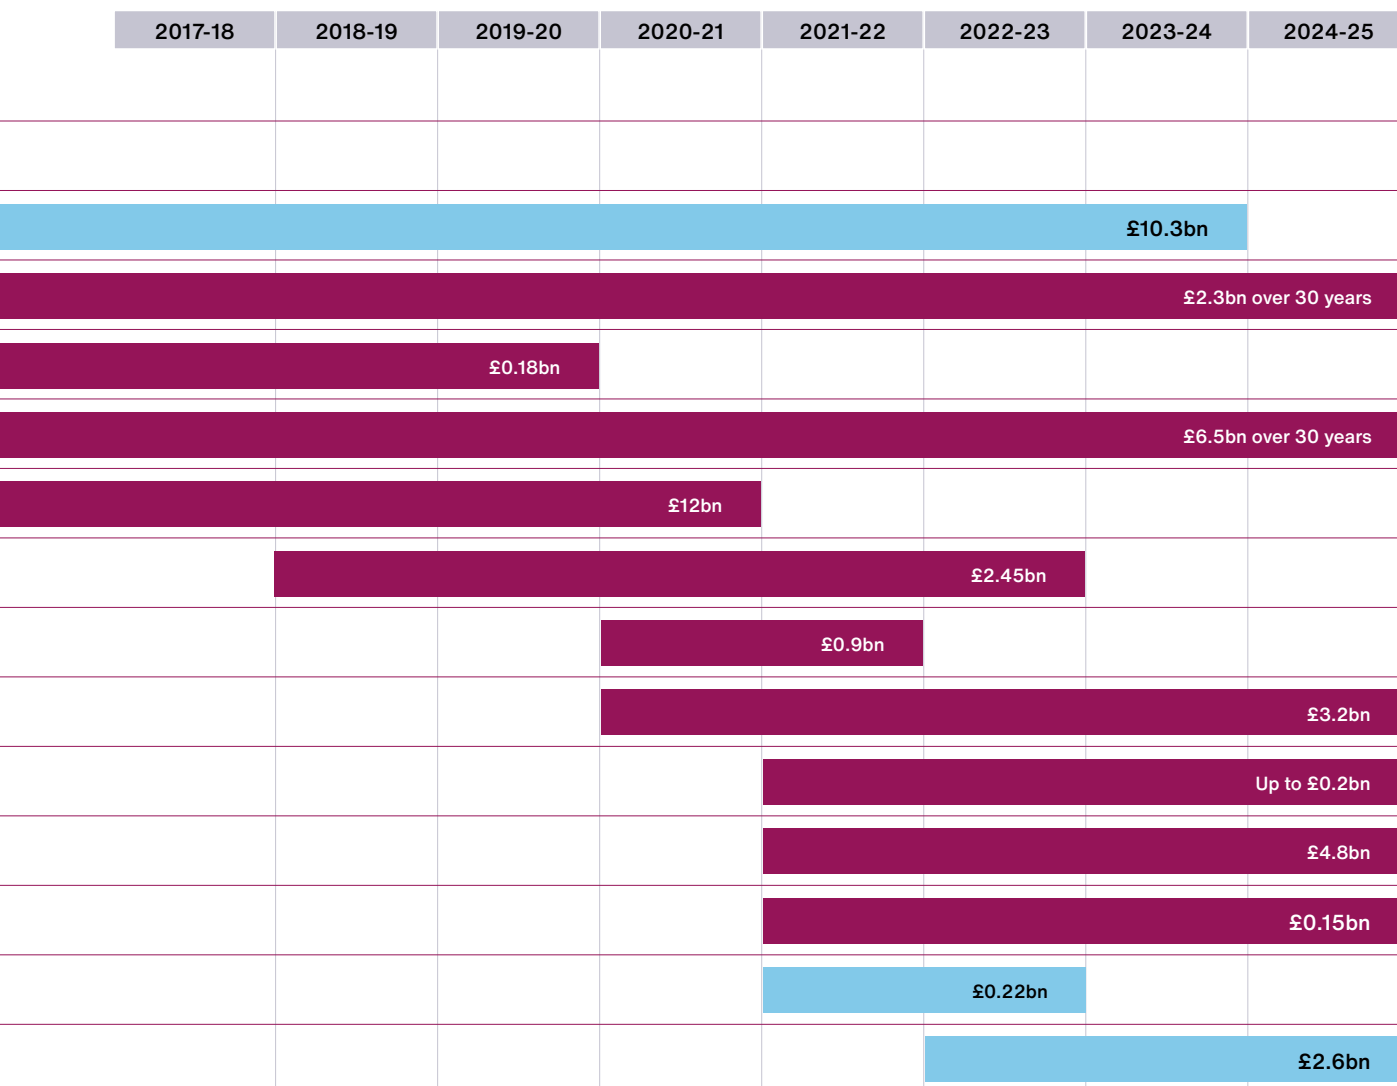 2017-18 2018-19 2019-20 2020-21 2021-22 2022-23 2023-24 2024-25
£10.3bn
£2.3bn over 30 years
£0.18bn
£6.5bn over 30 years
£12bn
£2.45bn
£0.9bn
£3.2bn
Up to £0.2bn
£4.8bn
£0.15bn
£0.22bn
£2.6bn